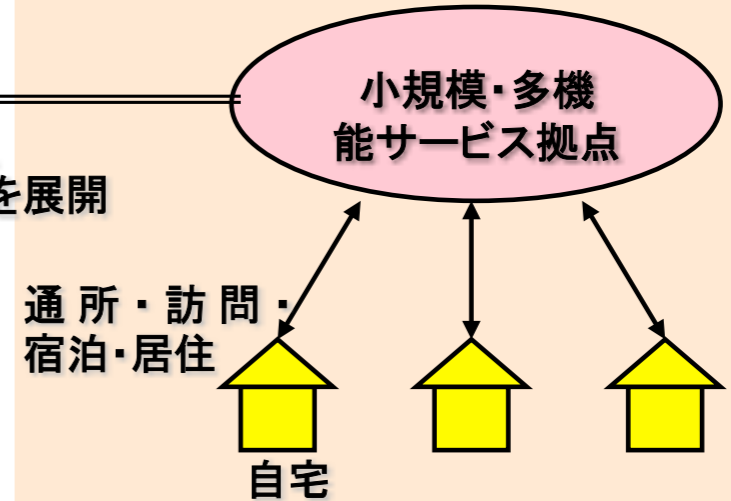 小規模・多機
能サービス拠点
を展開
通所・訪問・
宿泊・居住
自宅